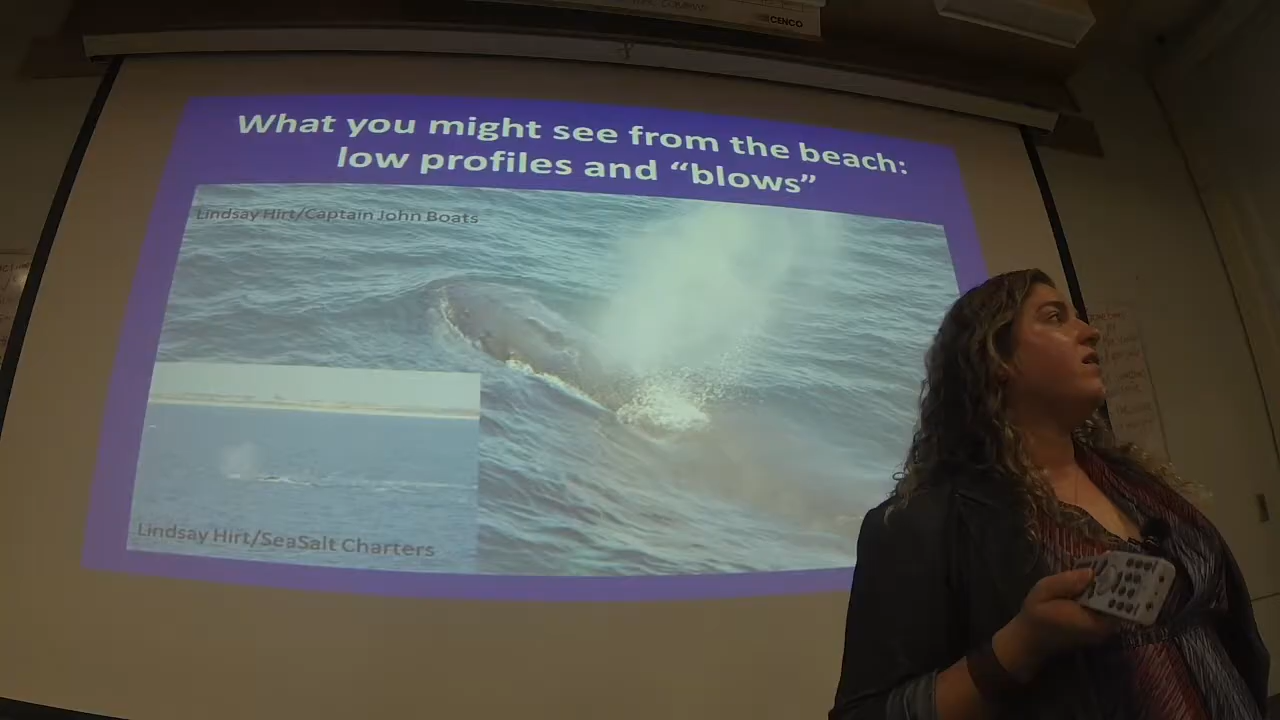 CENCO
What you might see from the beach:
low profiles and “blows”
Lindsay Hirt/Captain John Boats
Lindsay Hirt/SeaSalt Charters